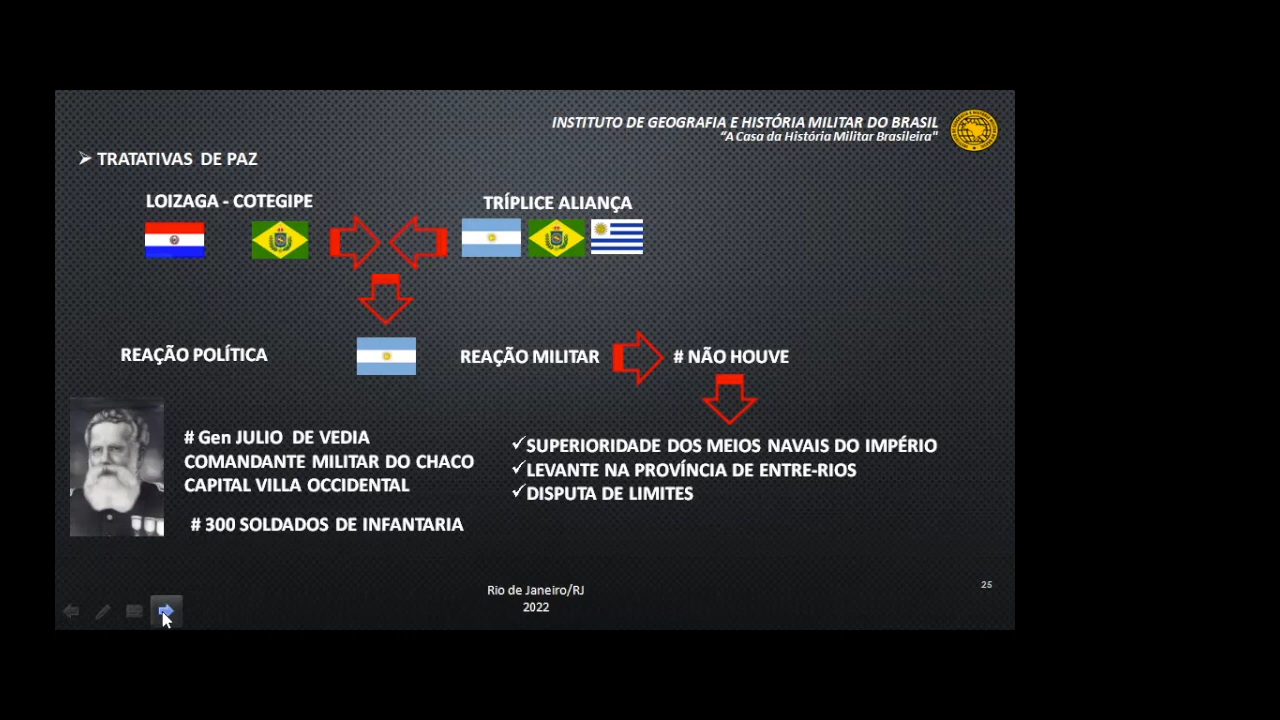 INSTITUTO DE GEOGRAFIA E HISTÓRIA MILITAR DO BRASIL
“A Casa da História Militar Brasileira"
TRATATIVAS DE PAZ
LOIZAGA - COTEGIPE
TRÍPLICE ALIANÇA
REAÇÃO POLÍTICA
REAÇÃO MILITAR
# NÃO HOUVE
# Gen JULIO DE VEDIA
COMANDANTE MILITAR DO CHACO
CAPITAL VILLA OCCIDENTAL
# 300 SOLDADOS DE INFANTARIA
SUPERIORIDADE DOS MEIOS NAVAIS DO IMPÉRIO
LEVANTE NA PROVÍNCIA DE ENTRE-RIOS
DISPUTA DE LIMITES
Rio de Janeiro/RJ
2022
25